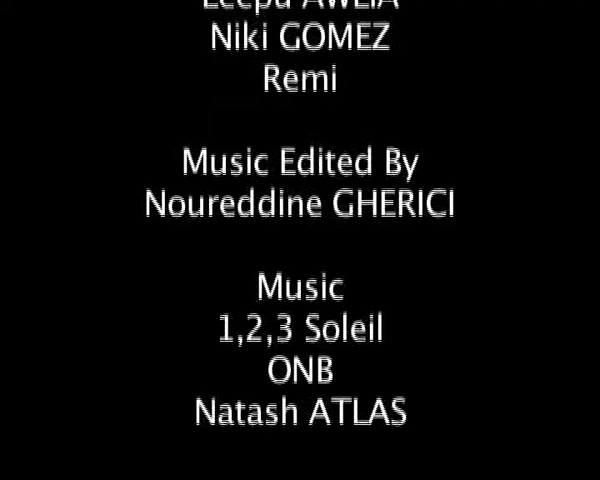 Niki GOMEZ
Remi
Music Edited By
Noureddine GHERICI
Music
1,2,3 Soleil
ONB
Natash ATLAS